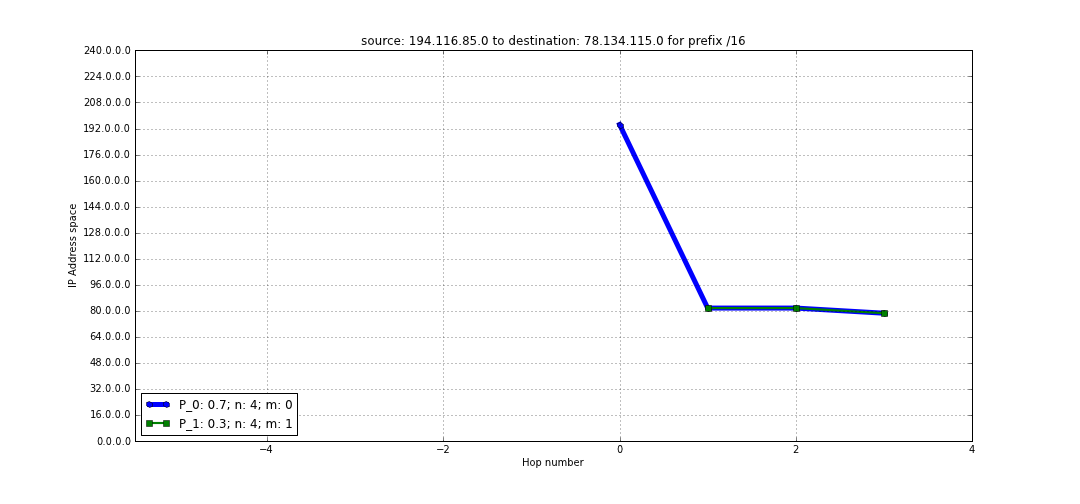 source: 194.116.85.0 to destination: 78.134.115.0 for prefix /16
240.0.0.0
224.0.0.0
208.0.0.0
192.0.0.0
176.0.0.0
160.0.0.0
144.0.0.0
128.0.0.0
112.0.0.0
96.0.0.0
80.0.0.0
64.0.0.0
48.0.0.0
32.0.0.0
16.0.0.0
0.0.0.0
IP Address space
P_0: 0.7; n: 4; m: 0
P_1: 0.3; n: 4; m: 1
−4 −2 0 2 4
Hop number